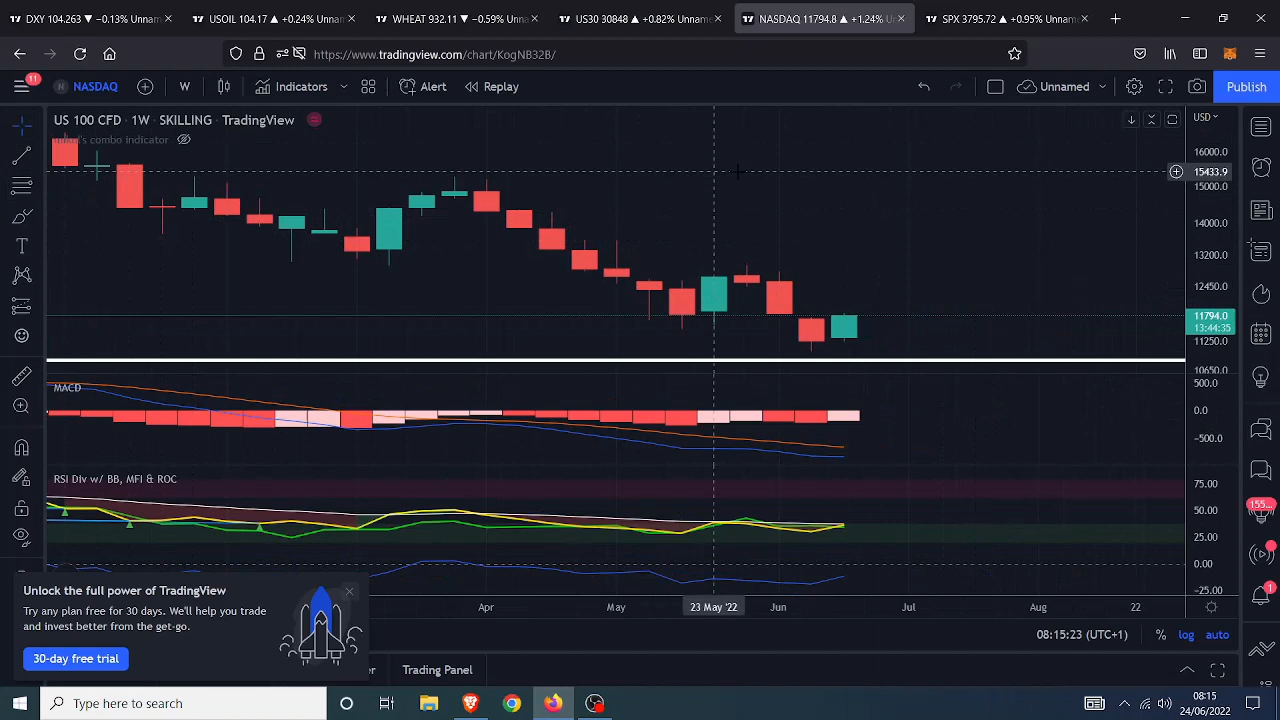 DXY 104.263 ▼ −0.11% Unname
USOIL 104.17 ▲ +0.24% Unnam
WHEAT 932.11 ▼ −0.59% Unna
US30 30848 ▲ +0.82% Unnam
NASDAQ 11794.8 ▲ +1.24% U
SPX 3795.72 ▲ +0.95% Unname
https://www.tradingview.com/chart/KogNB32B/
11
NASDAQ
W
Indicators
Alert
Replay
Unnamed
Publish
US 100 CFD · 1W · SKILLING · TradingView
combo indicator
USD
16000.0
15433.9
15000.0
14000.0
13200.0
12450.0
11794.0
13:44:35
11250.0
10650.0
MACD
500.0
0.0
-500.0
RSI Div w/ BB, MFI & ROC
75.00
50.00
25.00
0.00
-25.00
155
1
Unlock the full power of TradingView
Try any plan free for 30 days. We'll help you trade
and invest better from the get-go.
30-day free trial
Apr
May
23 May '22
Jun
Jul
Aug
22
08:15:23 (UTC+1)
%
log
auto
Trading Panel
Type here to search
08:15
24/06/2022